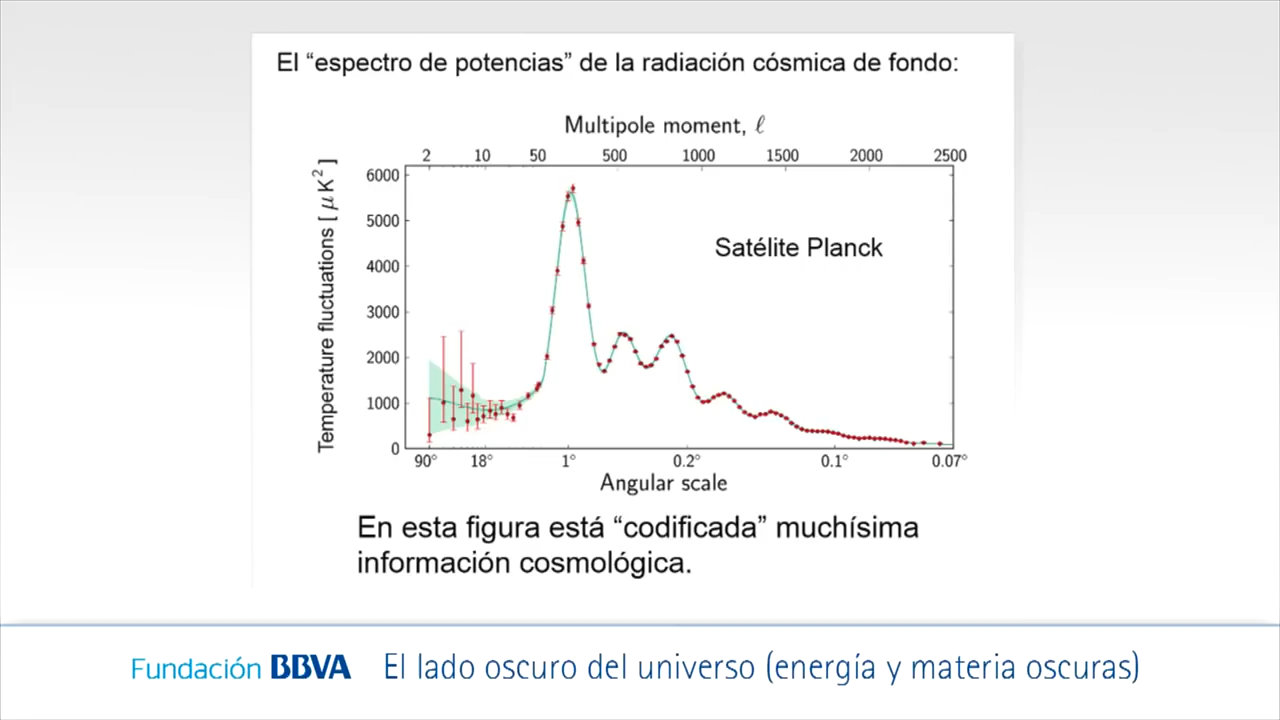 El “espectro de potencias” de la radiación cósmica de fondo:
Multipole moment, ℓ
2 10 50 500 1000 1500 2000 2500
Temperature fluctuations [ μ K² ]
6000
5000
4000
3000
2000
1000
0
Satélite Planck
90° 18° 1° 0.2° 0.1° 0.07°
Angular scale
En esta figura está “codificada” muchísima
información cosmológica.
Fundación BBVA El lado oscuro del universo (energía y materia oscuras)